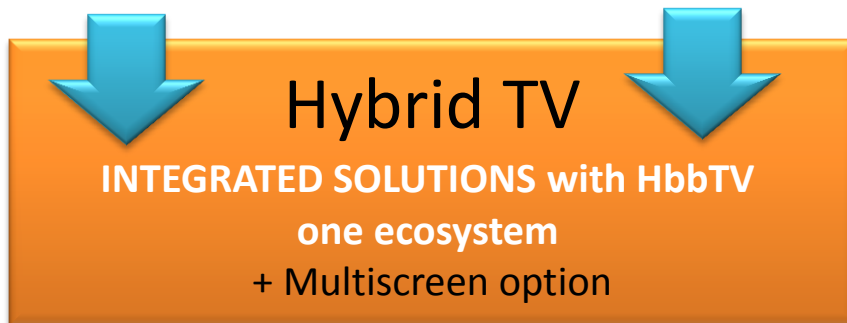 Hybrid TV
INTEGRATED SOLUTIONS with HbbTV
one ecosystem
+ Multiscreen option